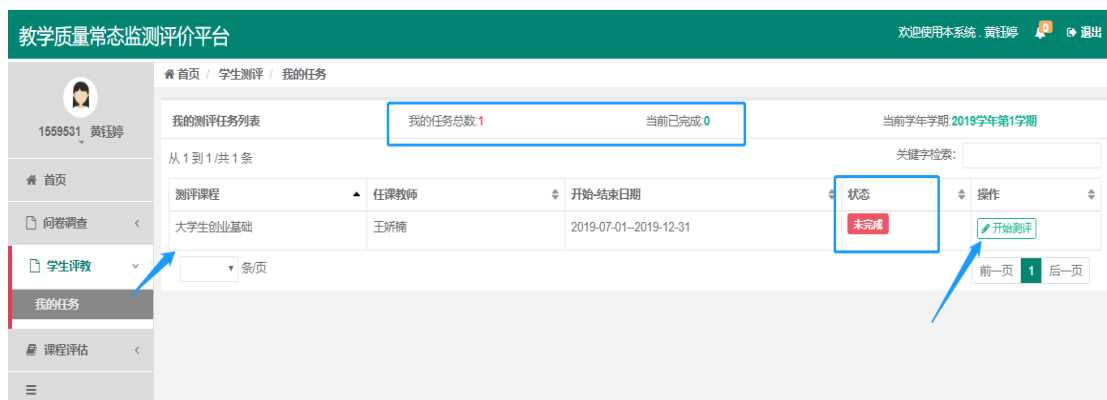 教学质量常态监测评价平台
欢迎使用本系统 . 黄钰婷 0 退出
首页 / 学生测评 / 我的任务
1559531 黄钰婷
我的测评任务列表 我的任务总数:1 当前已完成:0 当前学年学期:2019学年第1学期
从 1 到 1 /共 1 条 关键字检索:
首页
测评课程 任课教师 开始-结束日期 状态 操作
问卷调查
大学生创业基础 王娇楠 2019-07-01--2019-12-31 未完成 开始测评
学生评教
条/页 前一页 1 后一页
我的任务
课程评估